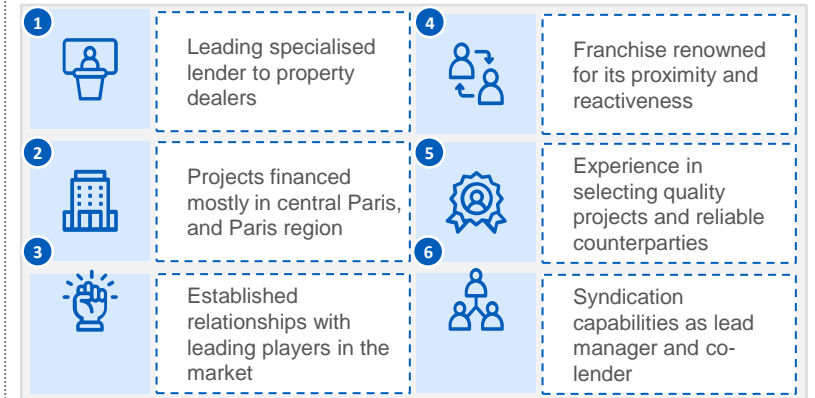 1
Leading specialised
lender to property
dealers
2
Projects financed
mostly in central Paris,
and Paris region
3
Established
relationships with
leading players in the
market
4
Franchise renowned
for its proximity and
reactiveness
5
Experience in
selecting quality
projects and reliable
counterparties
6
Syndication
capabilities as lead
manager and co-
lender